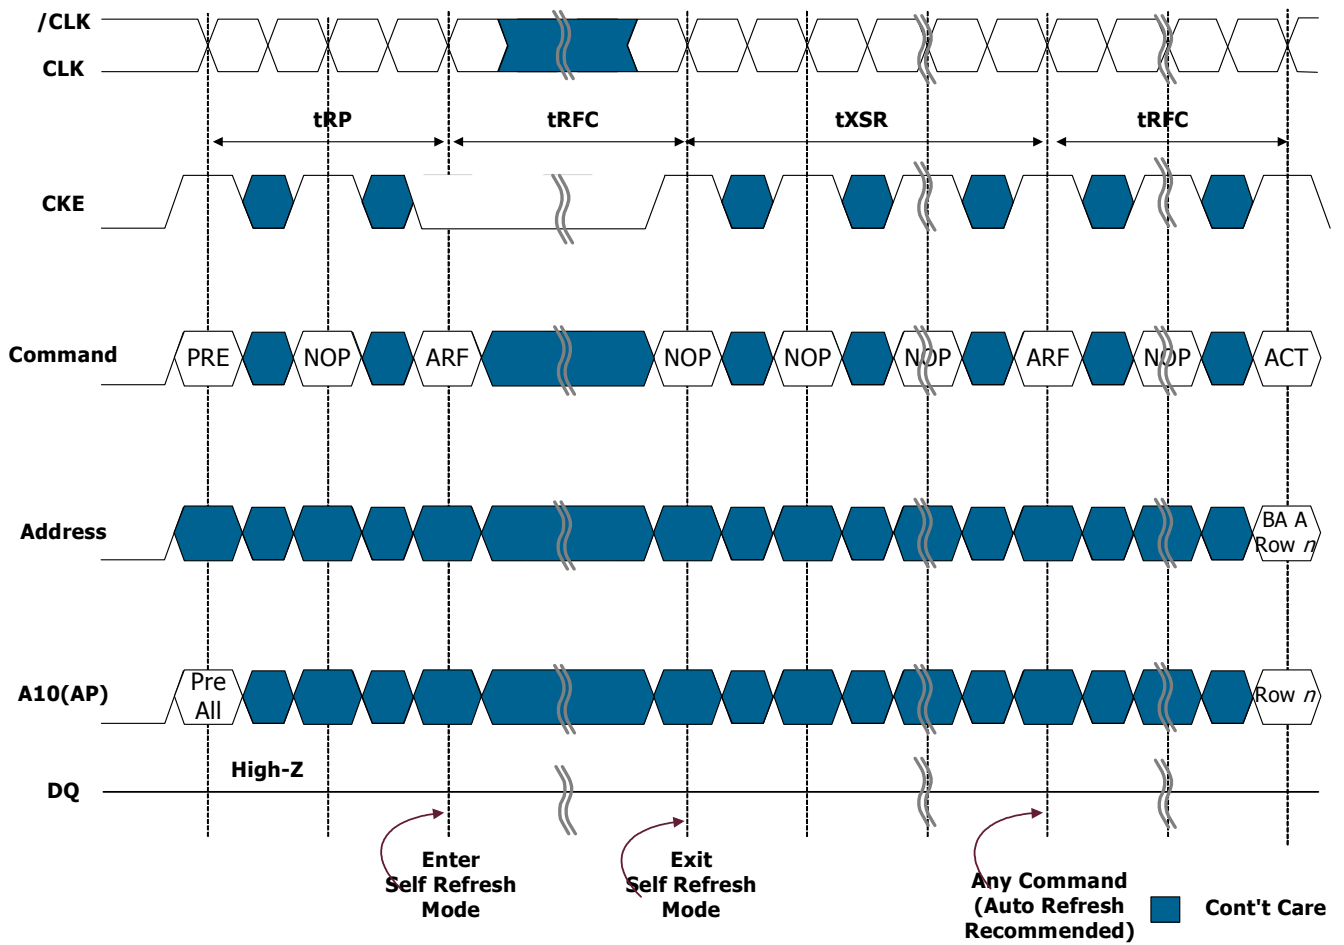 /CLK
CLK
tRP tRFC tXSR tRFC
CKE
Command PRE NOP ARF NOP NOP NOP ARF NOP ACT
Address BA A
Row n
A10(AP) Pre
All Row n
High-Z
DQ
Enter
Self Refresh
Mode
Exit
Self Refresh
Mode
Any Command
(Auto Refresh
Recommended)
Cont't Care